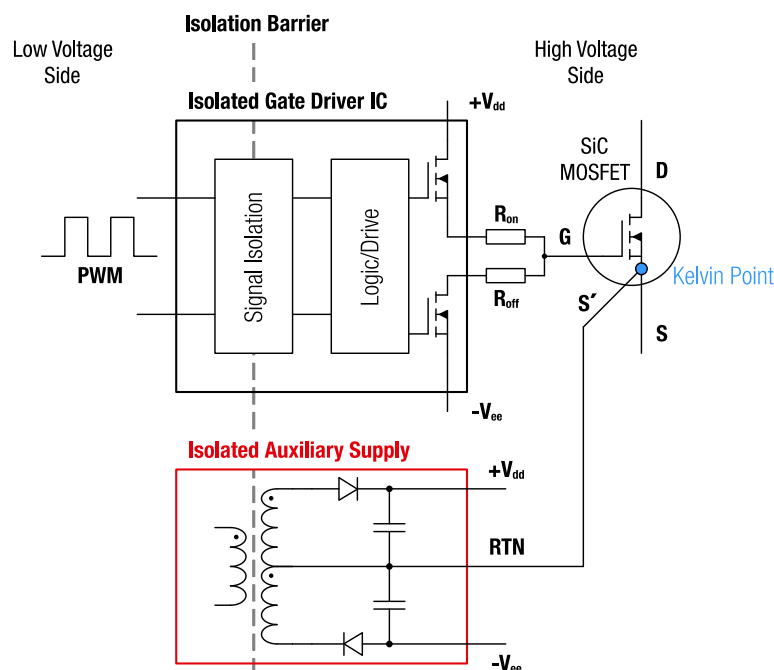 Isolation Barrier
Low Voltage
Side
High Voltage
Side
Isolated Gate Driver IC
+Vdd
SiC
MOSFET
D
Signal Isolation
Logic/Drive
Ron
G
PWM
Roff
Kelvin Point
S′
S
-Vee
Isolated Auxiliary Supply
+Vdd
RTN
-Vee